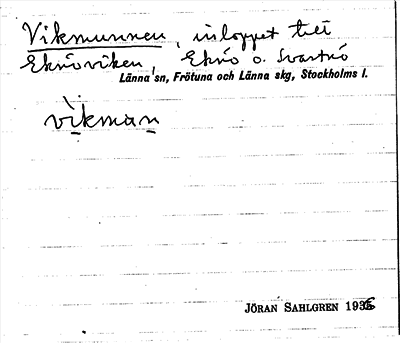 Vikmunnen, inloppet till
Eknöviken, Eknö o. Svartnö
Länna sn, Frötuna och Länna skg, Stockholms l.
vikman
JÖRAN SAHLGREN 1936